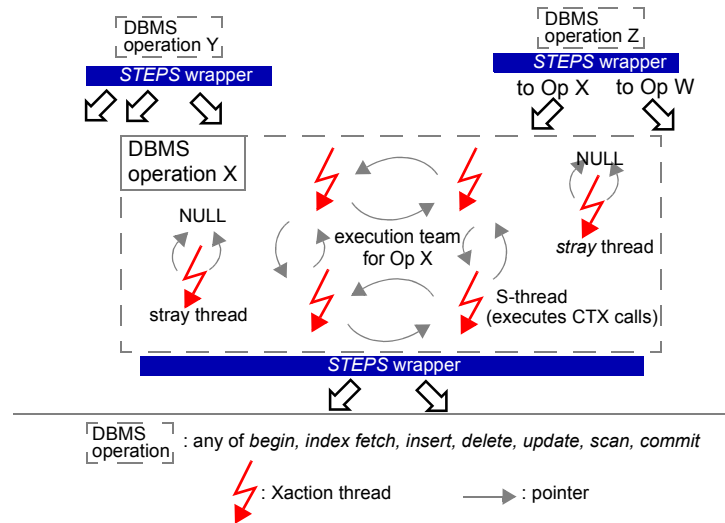 DBMS
operation Y
STEPS wrapper
DBMS
operation Z
STEPS wrapper
to Op X
to Op W
DBMS
operation X
NULL
stray thread
execution team
for Op X
NULL
stray thread
S-thread
(executes CTX calls)
STEPS wrapper
DBMS
operation
: any of begin, index fetch, insert, delete, update, scan, commit
: Xaction thread
: pointer